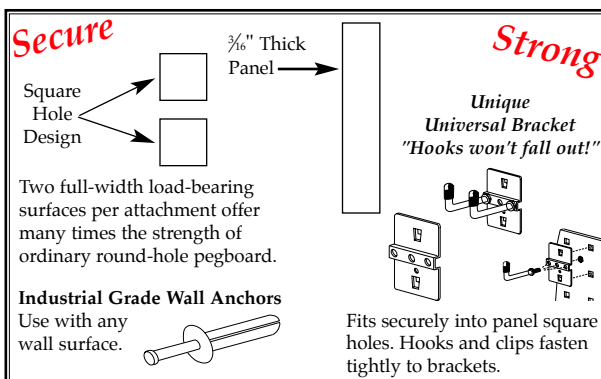 Secure
Square
Hole
Design
³⁄₁₆" Thick
Panel
Two full-width load-bearing
surfaces per attachment offer
many times the strength of
ordinary round-hole pegboard.
Industrial Grade Wall Anchors
Use with any
wall surface.
Strong
Unique
Universal Bracket
"Hooks won't fall out!"
Fits securely into panel square
holes. Hooks and clips fasten
tightly to brackets.